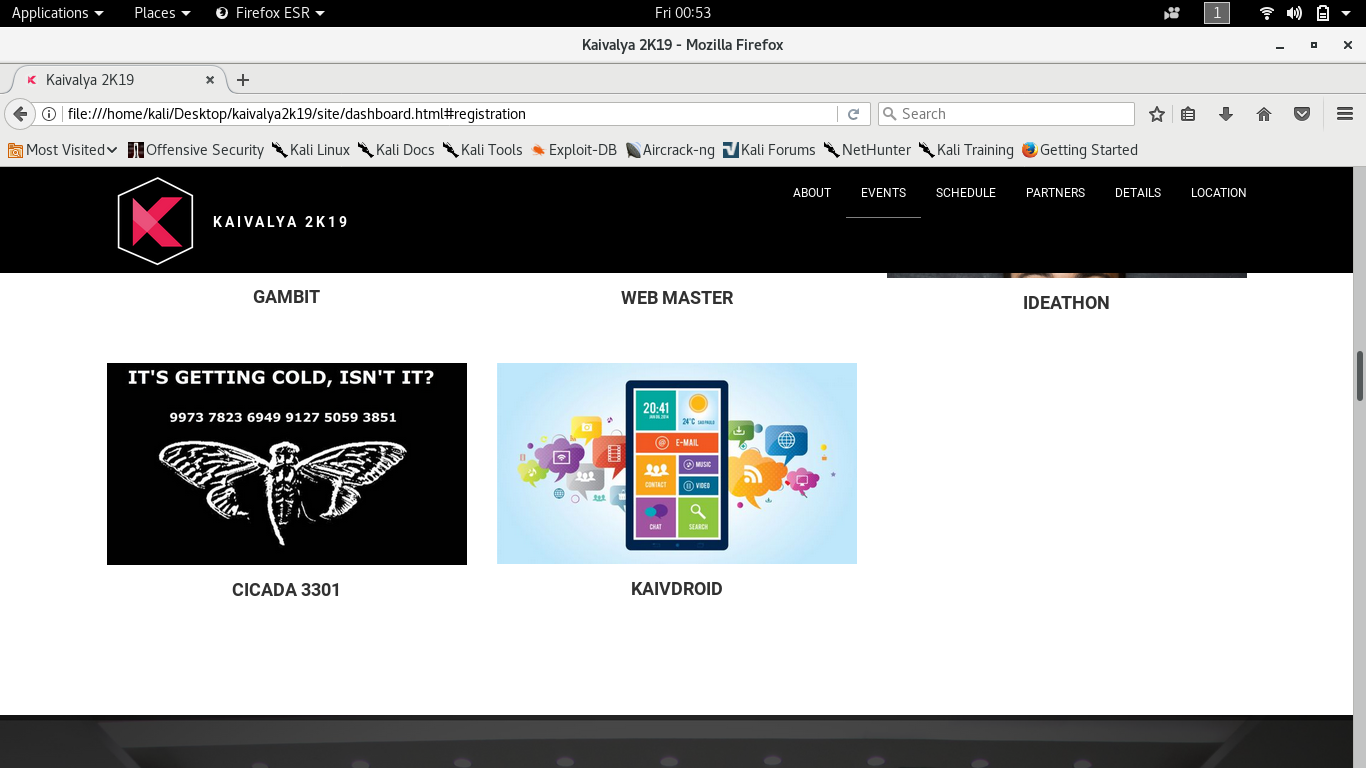 Applications Places Firefox ESR Fri 00:53 1
Kaivalya 2K19 - Mozilla Firefox
Kaivalya 2K19
file:///home/kali/Desktop/kaivalya2k19/site/dashboard.html#registration Search
Most Visited Offensive Security Kali Linux Kali Docs Kali Tools Exploit-DB Aircrack-ng Kali Forums NetHunter Kali Training Getting Started
KAIVALYA 2K19
ABOUT EVENTS SCHEDULE PARTNERS DETAILS LOCATION
GAMBIT
WEB MASTER
IDEATHON
IT'S GETTING COLD, ISN'T IT?
9973 7823 6949 9127 5059 3851
CICADA 3301
20:41
24°C SAO PAULO
E-MAIL
CONTACT
MUSIC
VIDEO
CHAT
SEARCH
KAIVDROID